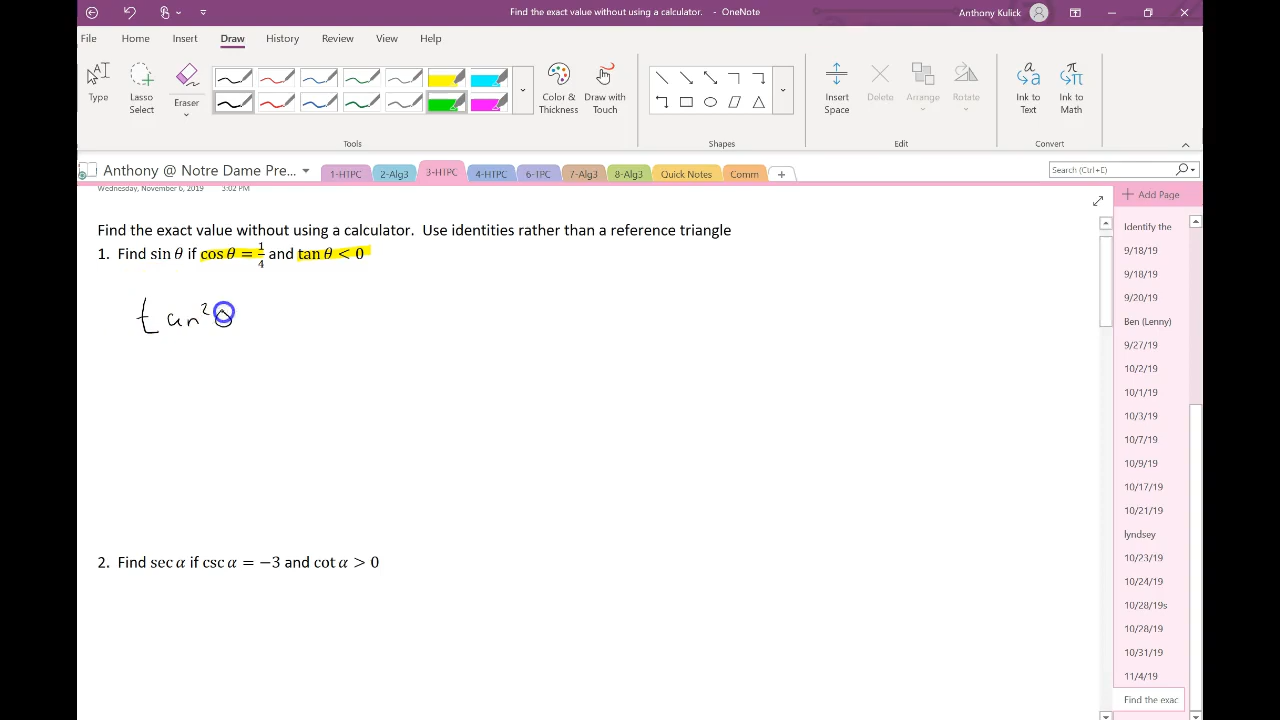 Find the exact value without using a calculator. - OneNote
Anthony Kulick
File Home Insert Draw History Review View Help
Type
Lasso Select
Eraser
Color & Thickness
Draw with Touch
Insert Space
Delete
Arrange
Rotate
Ink to Text
Ink to Math
Tools
Shapes
Edit
Convert
Anthony @ Notre Dame Pre...
1-HTPC 2-Alg3 3-HTPC 4-HTPC 6-TPC 7-Alg3 8-Alg3 Quick Notes Comm
Search (Ctrl+E)
Wednesday, November 6, 2019 3:02 PM
Add Page
Find the exact value without using a calculator. Use identities rather than a reference triangle
1. Find sin θ if cos θ = 1/4 and tan θ < 0
tan²θ
2. Find sec α if csc α = −3 and cot α > 0
Identify the
9/18/19
9/18/19
9/20/19
Ben (Lenny)
9/27/19
10/2/19
10/1/19
10/3/19
10/7/19
10/9/19
10/17/19
10/21/19
lyndsey
10/23/19
10/24/19
10/28/19s
10/28/19
10/31/19
11/4/19
Find the exac